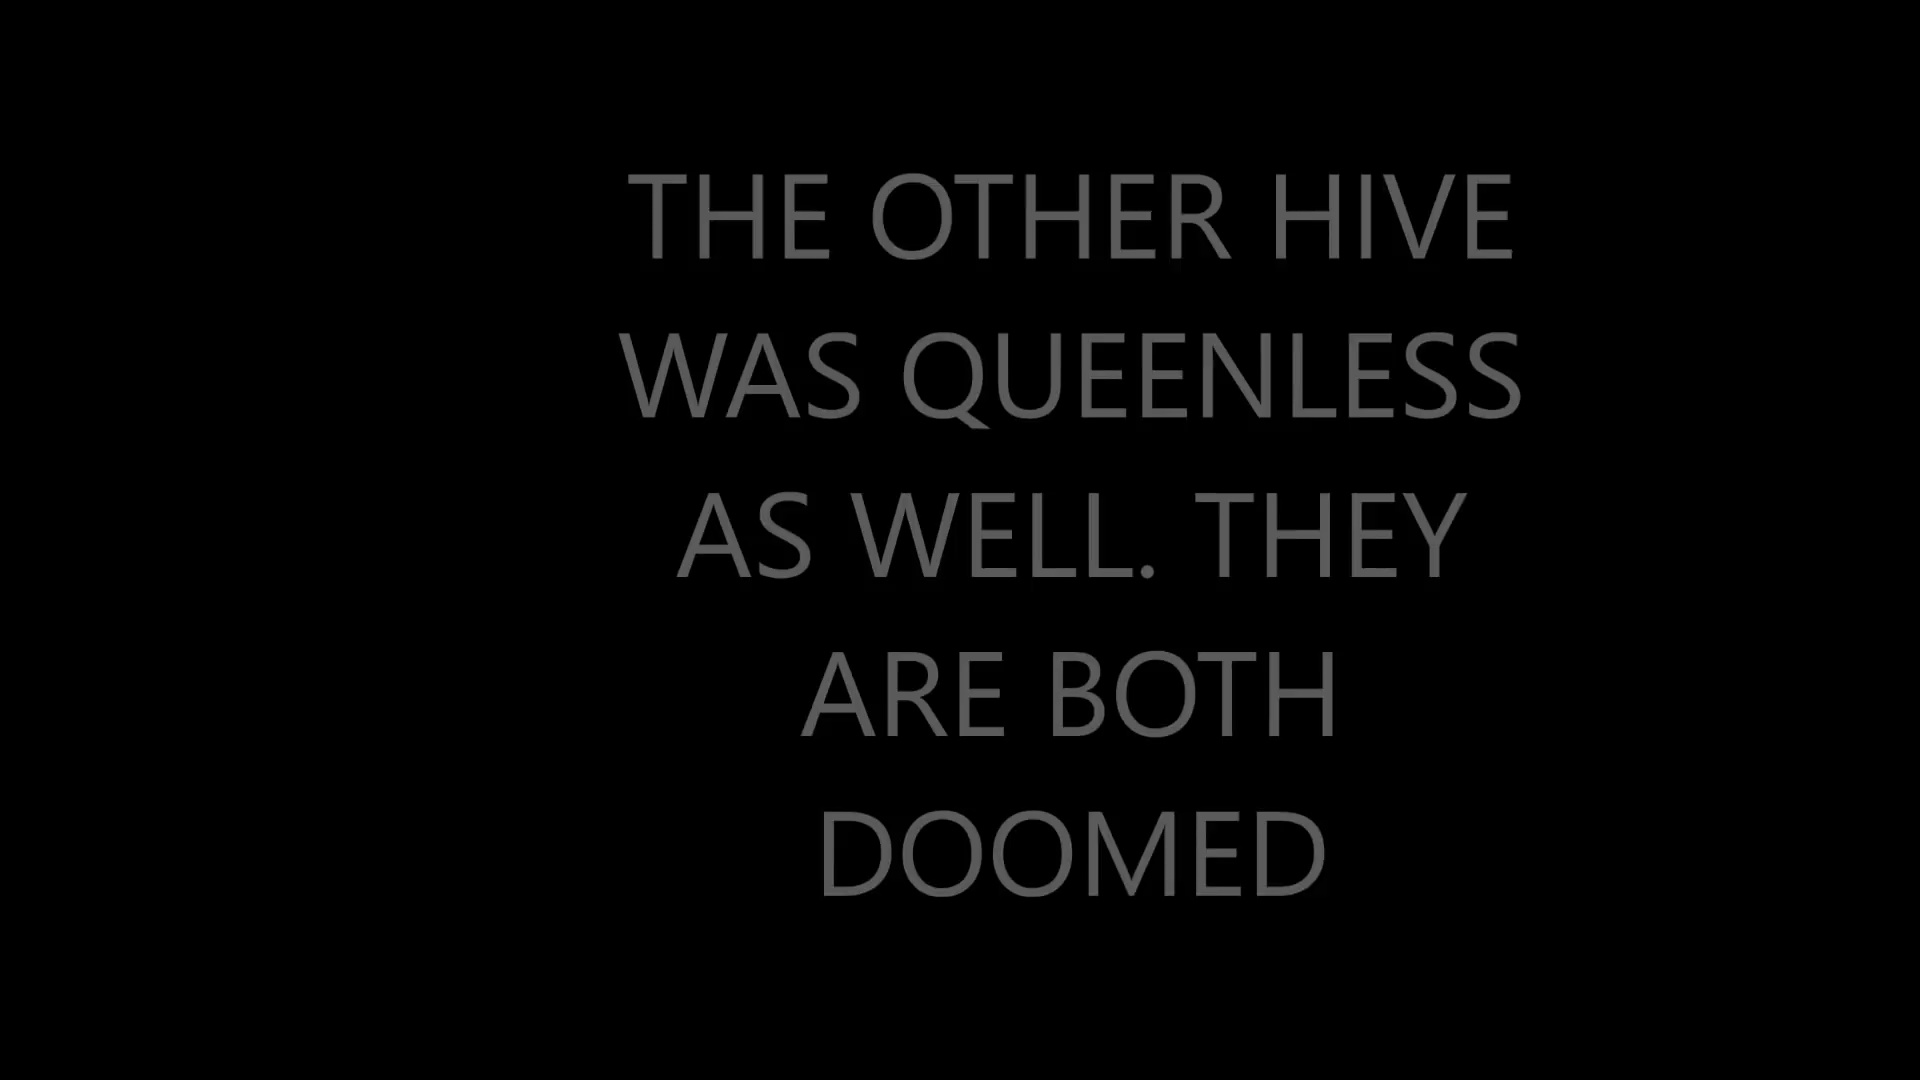 THE OTHER HIVE
WAS QUEENLESS
AS WELL. THEY
ARE BOTH
DOOMED